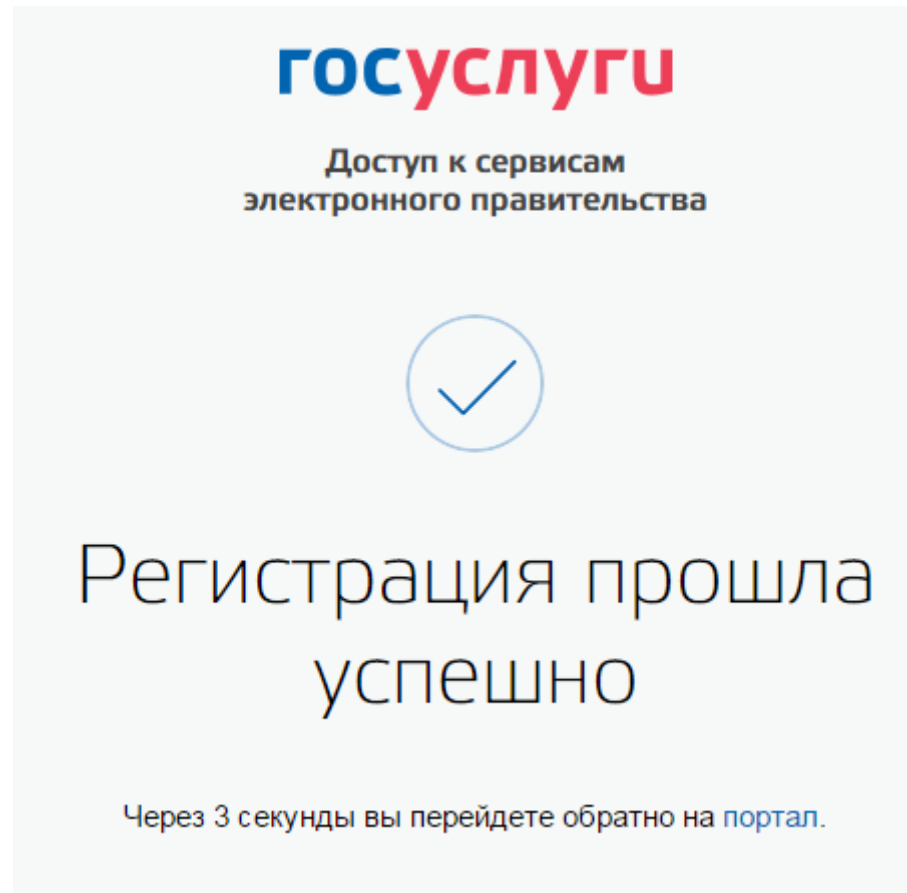 госуслуги
Доступ к сервисам
электронного правительства
Регистрация прошла
успешно
Через 3 секунды вы перейдете обратно на портал.